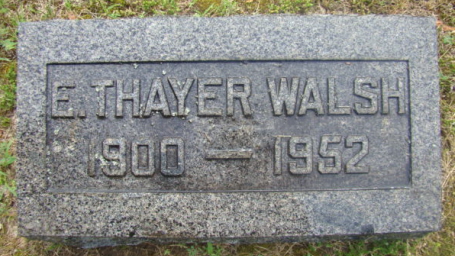 E. THAYER WALSH
1900 — 1952